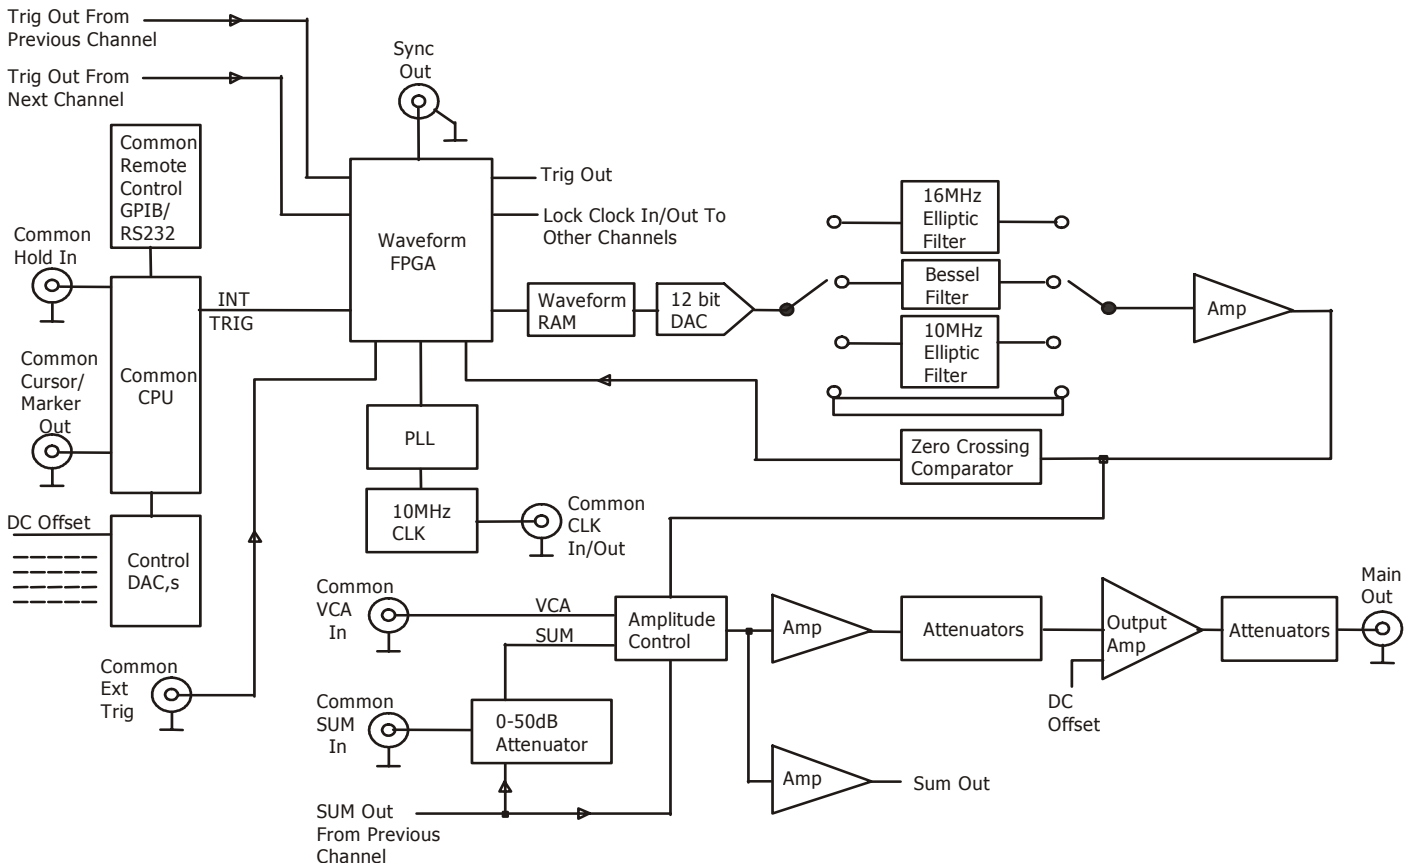 Trig Out From
Previous Channel
Trig Out From
Next Channel
Sync
Out
Common
Remote
Control
GPIB/
RS232
Common
Hold In
Common
Cursor/
Marker
Out
Common
CPU
INT
TRIG
DC Offset
Control
DAC,s
Common
Ext
Trig
Waveform
FPGA
Trig Out
Lock Clock In/Out To
Other Channels
Waveform
RAM
12 bit
DAC
16MHz
Elliptic
Filter
Bessel
Filter
10MHz
Elliptic
Filter
Amp
PLL
10MHz
CLK
Common
CLK
In/Out
Zero Crossing
Comparator
Common
VCA
In
VCA
SUM
Common
SUM
In
0-50dB
Attenuator
SUM Out
From Previous
Channel
Amplitude
Control
Amp
Attenuators
Output
Amp
DC
Offset
Attenuators
Main
Out
Amp
Sum Out